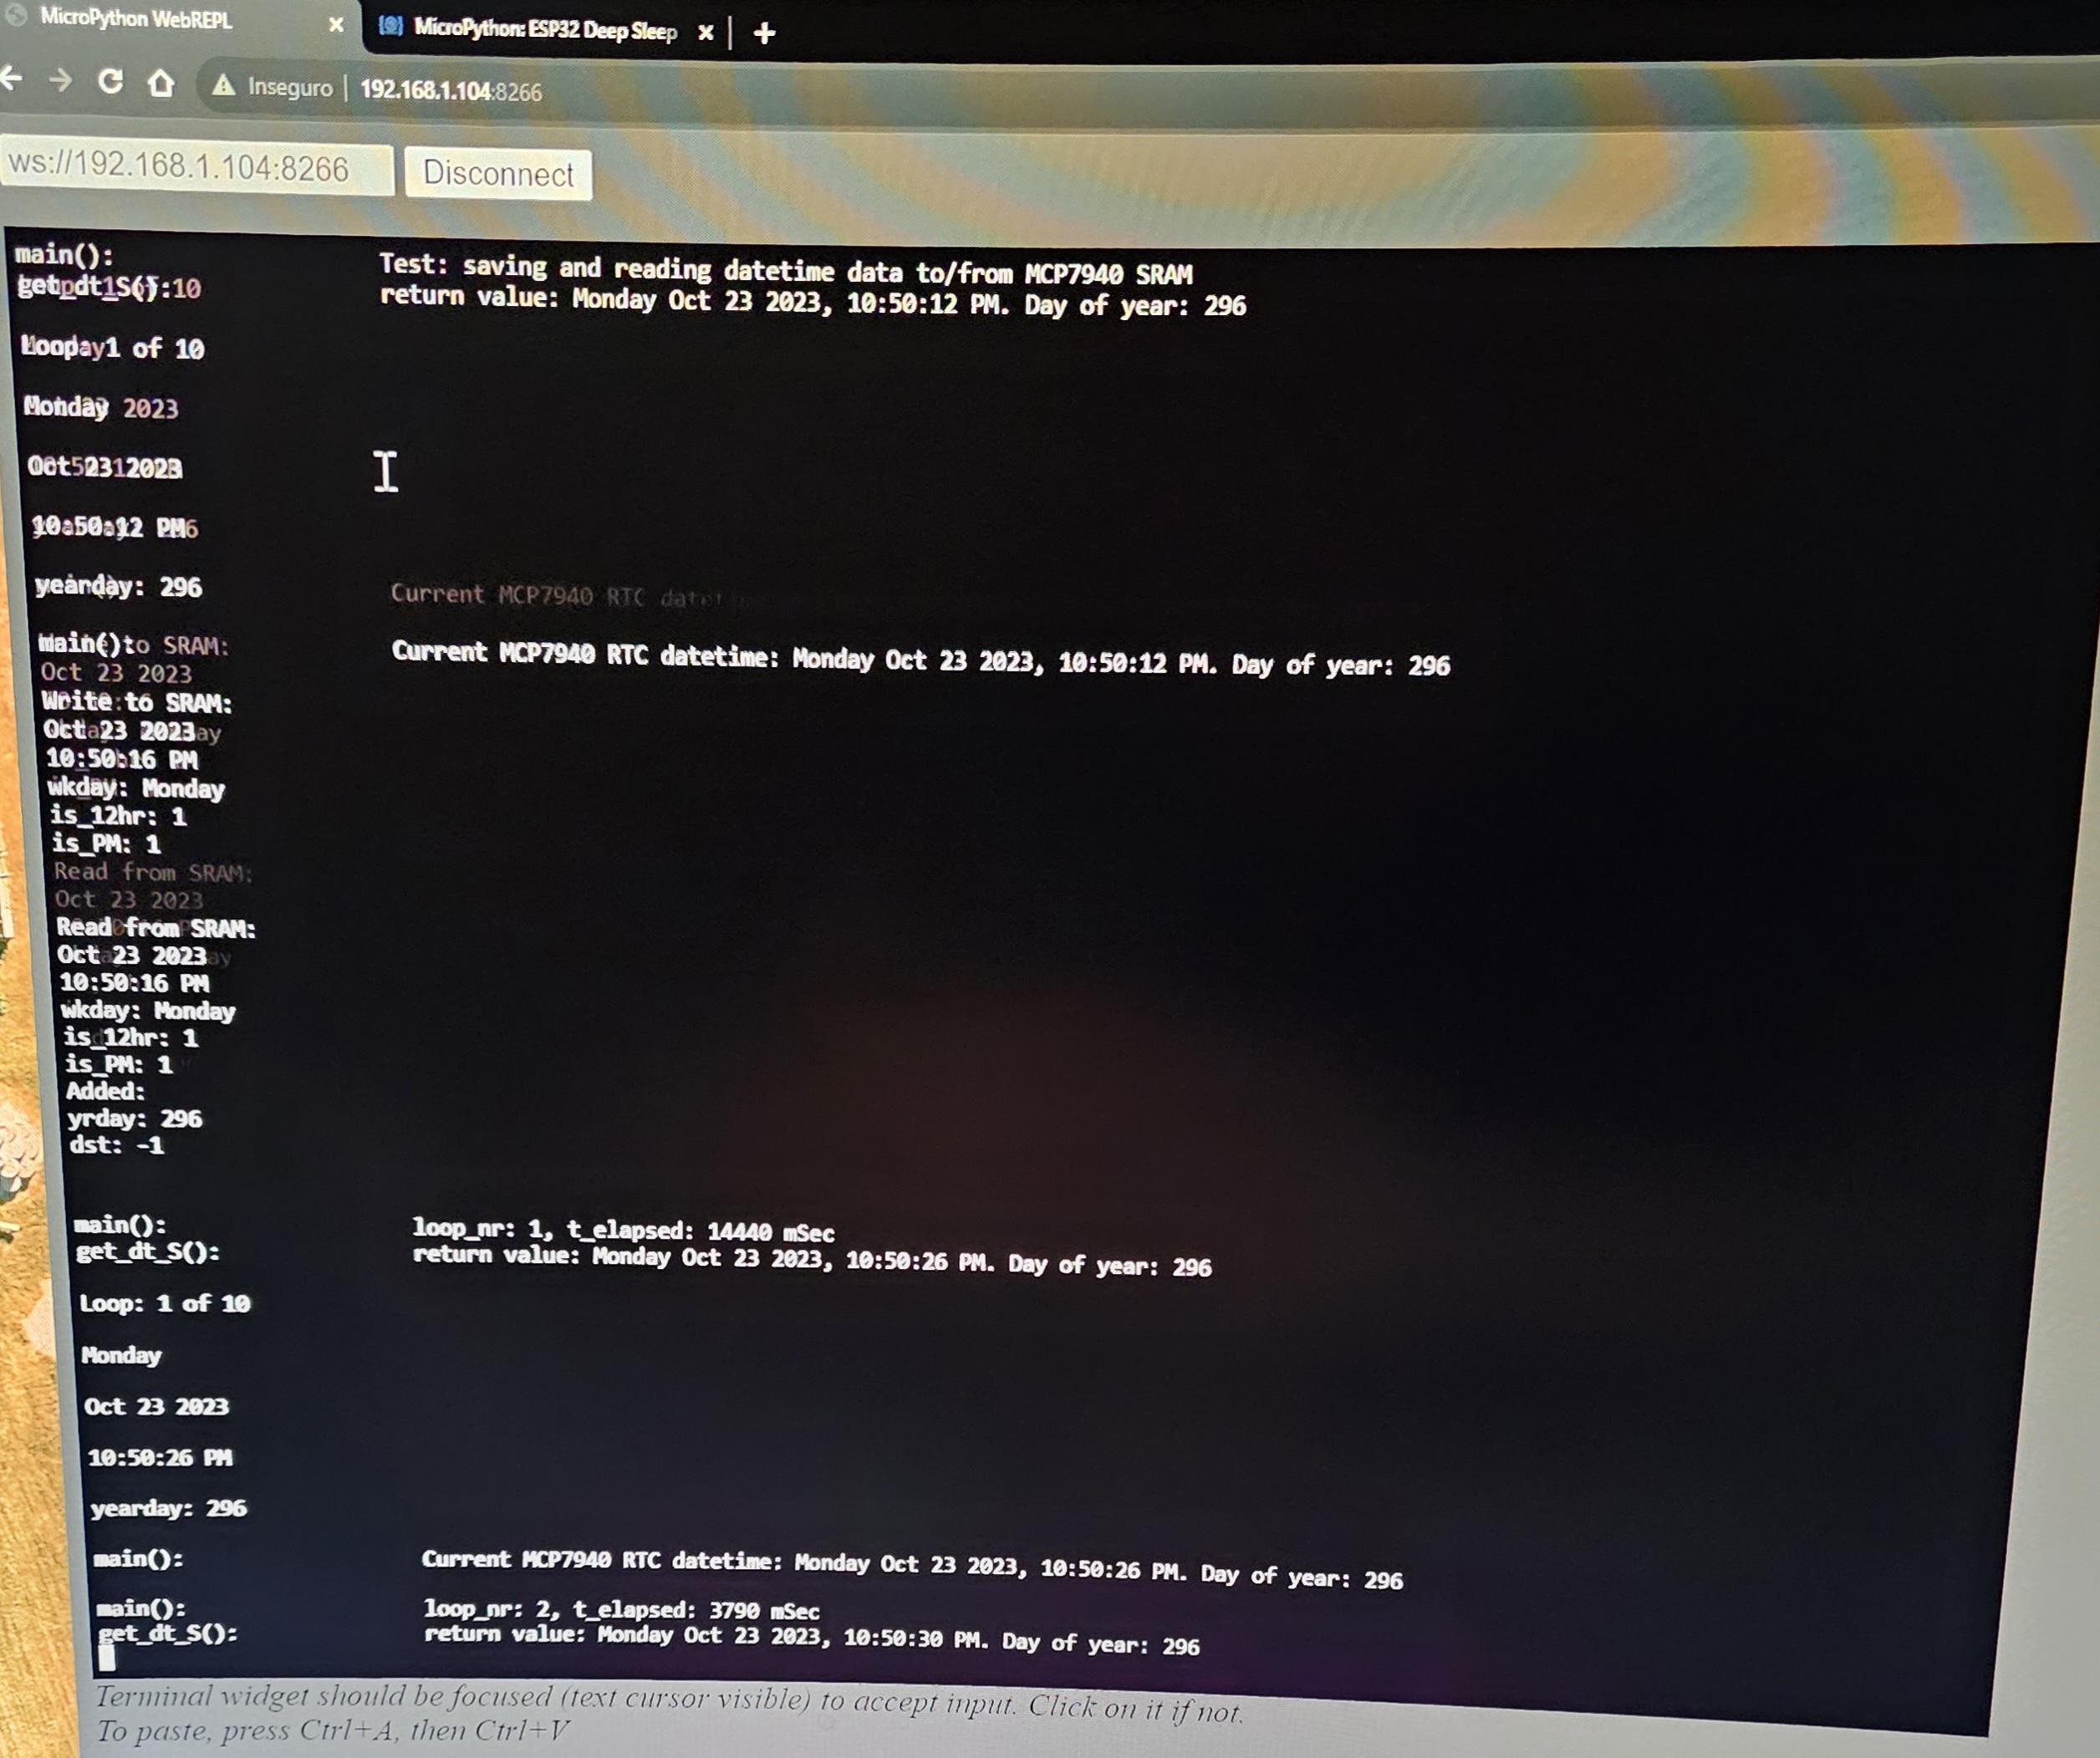 MicroPython WebREPL
MicroPython: ESP32 Deep Sleep
Inseguro | 192.168.1.104:8266
ws://192.168.1.104:8266 Disconnect
main(): Test: saving and reading datetime data to/from MCP7940 SRAM
return value: Monday Oct 23 2023, 10:50:12 PM. Day of year: 296
1 of 10
Monday 2023
PM
296
Current MCP7940 RTC
main() to SRAM: Current MCP7940 RTC datetime: Monday Oct 23 2023, 10:50:12 PM. Day of year: 296
Oct 23 2023
Write to SRAM:
Oct 23 2023
10:50:16 PM
wkday: Monday
is_12hr: 1
is_PM: 1
Read from SRAM:
Oct 23 2023
Read from SRAM:
Oct 23 2023
10:50:16 PM
wkday: Monday
is_12hr: 1
is_PM: 1
Added:
yrday: 296
dst: -1
main(): loop_nr: 1, t_elapsed: 14440 mSec
get_dt_S(): return value: Monday Oct 23 2023, 10:50:26 PM. Day of year: 296
Loop: 1 of 10
Monday
Oct 23 2023
10:50:26 PM
yearday: 296
main(): Current MCP7940 RTC datetime: Monday Oct 23 2023, 10:50:26 PM. Day of year: 296
main(): loop_nr: 2, t_elapsed: 3790 mSec
get_dt_S(): return value: Monday Oct 23 2023, 10:50:30 PM. Day of year: 296
Terminal widget should be focused (text cursor visible) to accept input. Click on it if not.
To paste, press Ctrl+A, then Ctrl+V